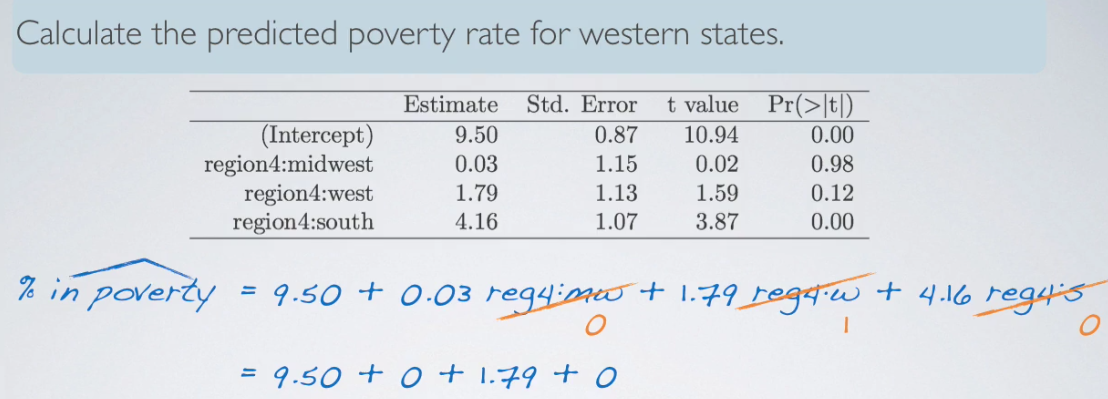 Calculate the predicted poverty rate for western states.
Estimate Std. Error t value Pr(>|t|)
(Intercept) 9.50 0.87 10.94 0.00
region4:midwest 0.03 1.15 0.02 0.98
region4:west 1.79 1.13 1.59 0.12
region4:south 4.16 1.07 3.87 0.00
% in poverty = 9.50 + 0.03 reg4:mw + 1.79 reg4:w + 4.16 reg4:s
0 1 0
= 9.50 + 0 + 1.79 + 0